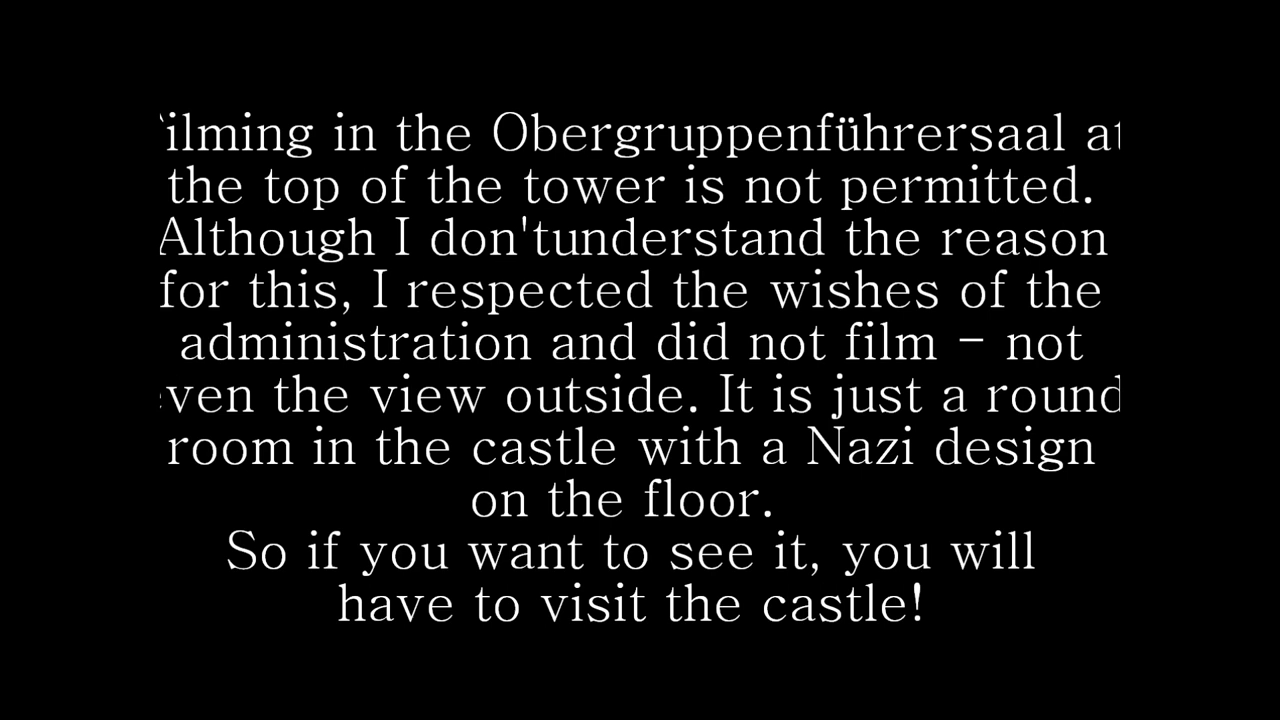 filming in the Obergruppenführersaal at
the top of the tower is not permitted.
Although I don'tunderstand the reason
for this, I respected the wishes of the
administration and did not film - not
even the view outside. It is just a round
room in the castle with a Nazi design
on the floor.
So if you want to see it, you will
have to visit the castle!